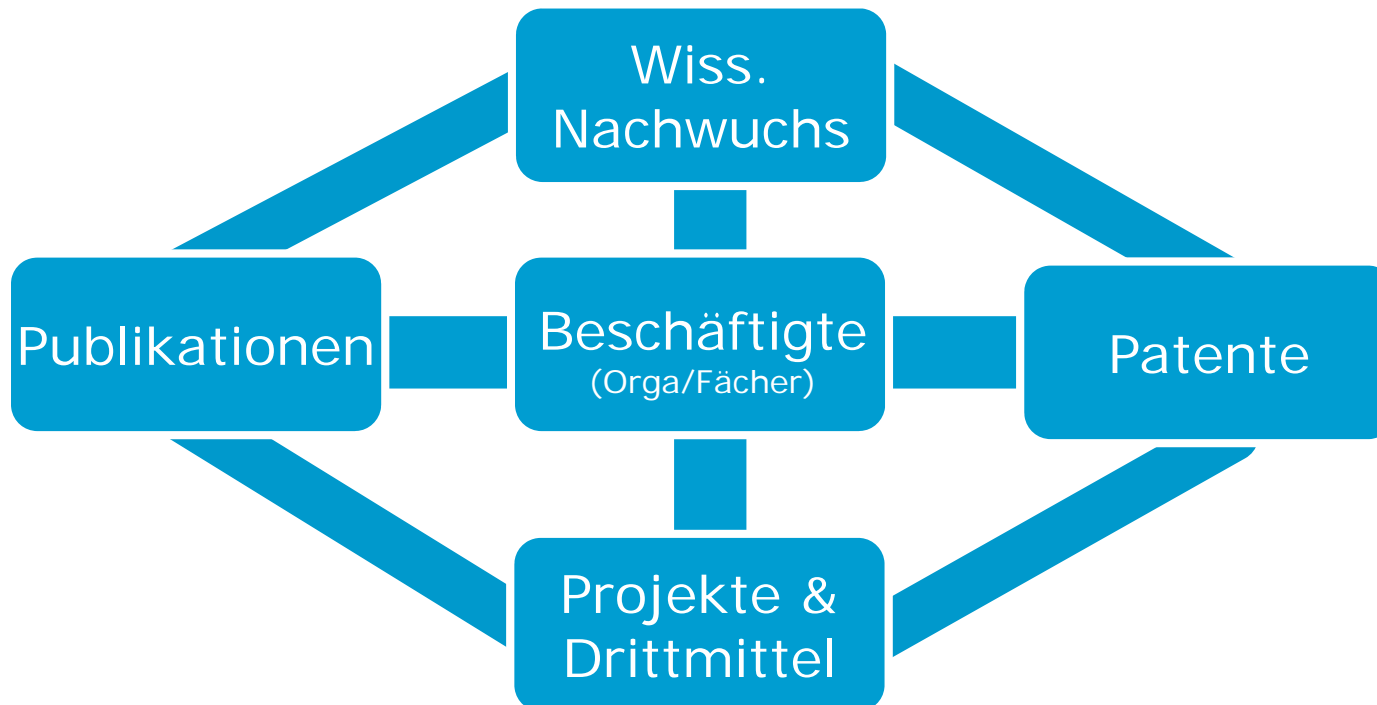 Wiss.
Nachwuchs
Publikationen
Beschäftigte
(Orga/Fächer)
Patente
Projekte &
Drittmittel